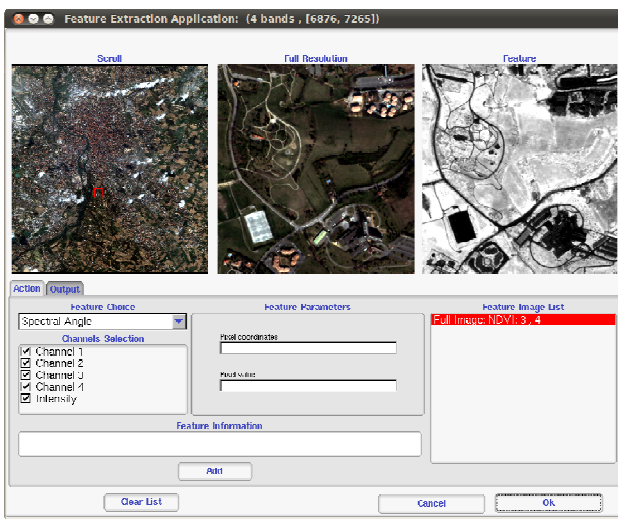 Feature Extraction Application: (4 bands , [6876, 7265])
Scroll
Full Resolution
Feature
Action
Output
Feature Choice
Spectral Angle
Channels Selection
Channel 1
Channel 2
Channel 3
Channel 4
Intensity
Feature Parameters
Pixel coordinates
Pixel value
Feature Image List
Full Image: NDVI: 3 , 4
Feature Information
Add
Clear List
Cancel
Ok